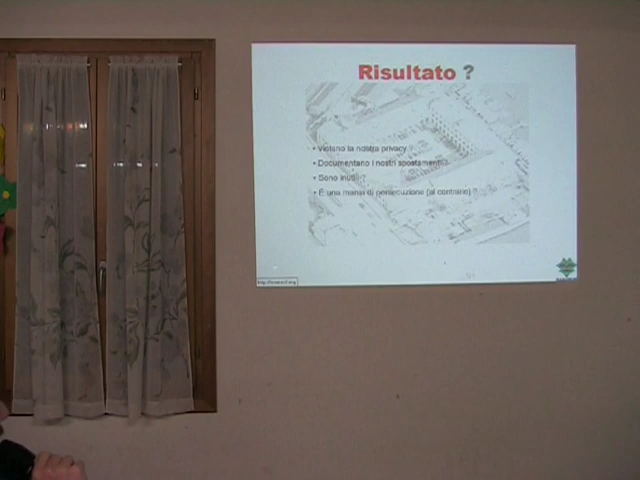 Risultato ?
• Violano la nostra privacy
• Documentano i nostri spostamenti
• Sono inutili ?
• È una mania di persecuzione (al contrario) ?